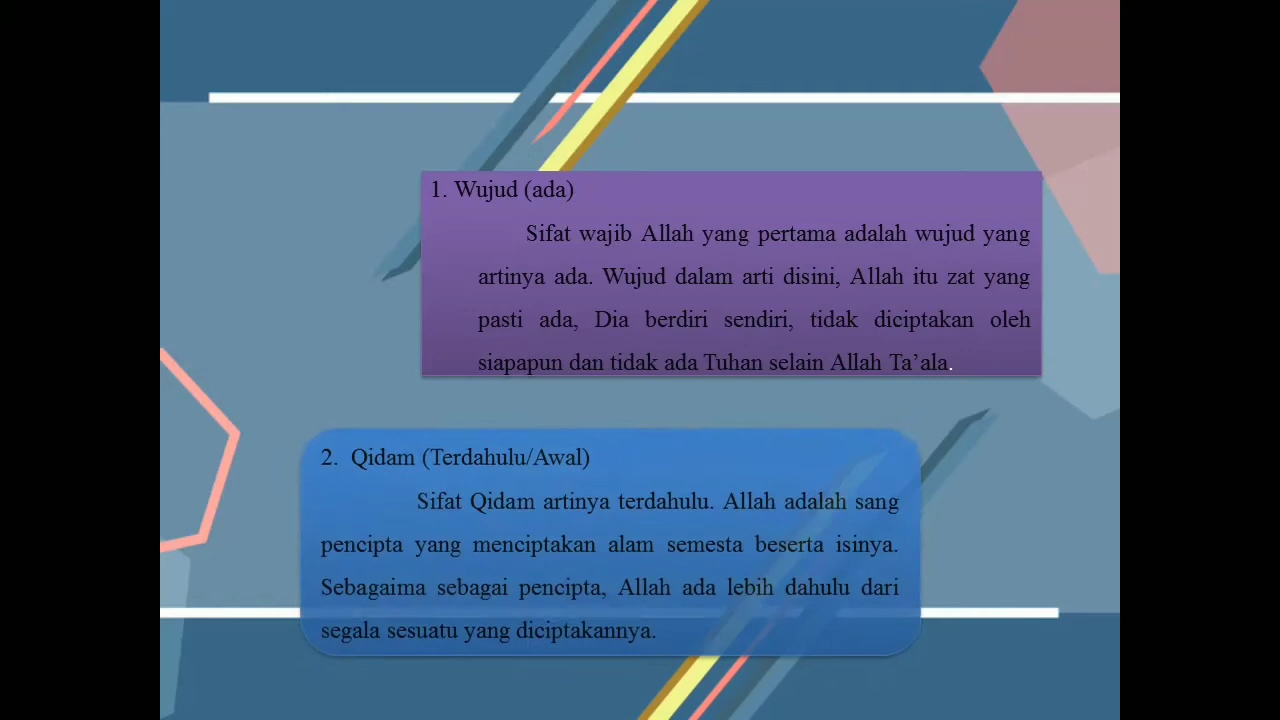 1. Wujud (ada)
Sifat wajib Allah yang pertama adalah wujud yang
artinya ada. Wujud dalam arti disini, Allah itu zat yang
pasti ada, Dia berdiri sendiri, tidak diciptakan oleh
siapapun dan tidak ada Tuhan selain Allah Ta’ala.
2. Qidam (Terdahulu/Awal)
Sifat Qidam artinya terdahulu. Allah adalah sang
pencipta yang menciptakan alam semesta beserta isinya.
Sebagaima sebagai pencipta, Allah ada lebih dahulu dari
segala sesuatu yang diciptakannya.